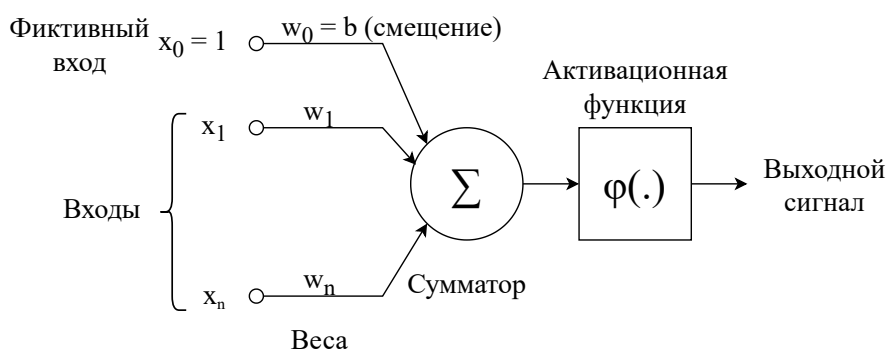 Фиктивный
вход
x₀ = 1
w₀ = b (смещение)
Активационная
функция
x₁
w₁
Входы
Σ
φ(.)
Выходной
сигнал
xₙ
wₙ
Сумматор
Веса